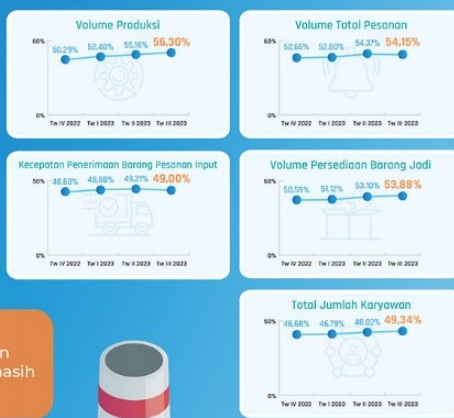 Volume Produksi
60%
50,29% 52,40% 55,16% 56,30%
0%
Tw IV 2022 Tw I 2023 Tw II 2023 Tw III 2023
Volume Total Pesanan
60%
52,65% 52,80% 54,37% 54,15%
0%
Tw IV 2022 Tw I 2023 Tw II 2023 Tw III 2023
Kecepatan Penerimaan Barang Pesanan Input
50%
48,60% 48,88% 49,21% 49,00%
0%
Tw IV 2022 Tw I 2023 Tw II 2023 Tw III 2023
Volume Persediaan Barang Jadi
60%
50,59% 51,12% 53,10% 53,88%
0%
Tw IV 2022 Tw I 2023 Tw II 2023 Tw III 2023
Total Jumlah Karyawan
50%
46,68% 46,79% 48,02% 49,34%
0%
Tw IV 2022 Tw I 2023 Tw II 2023 Tw III 2023